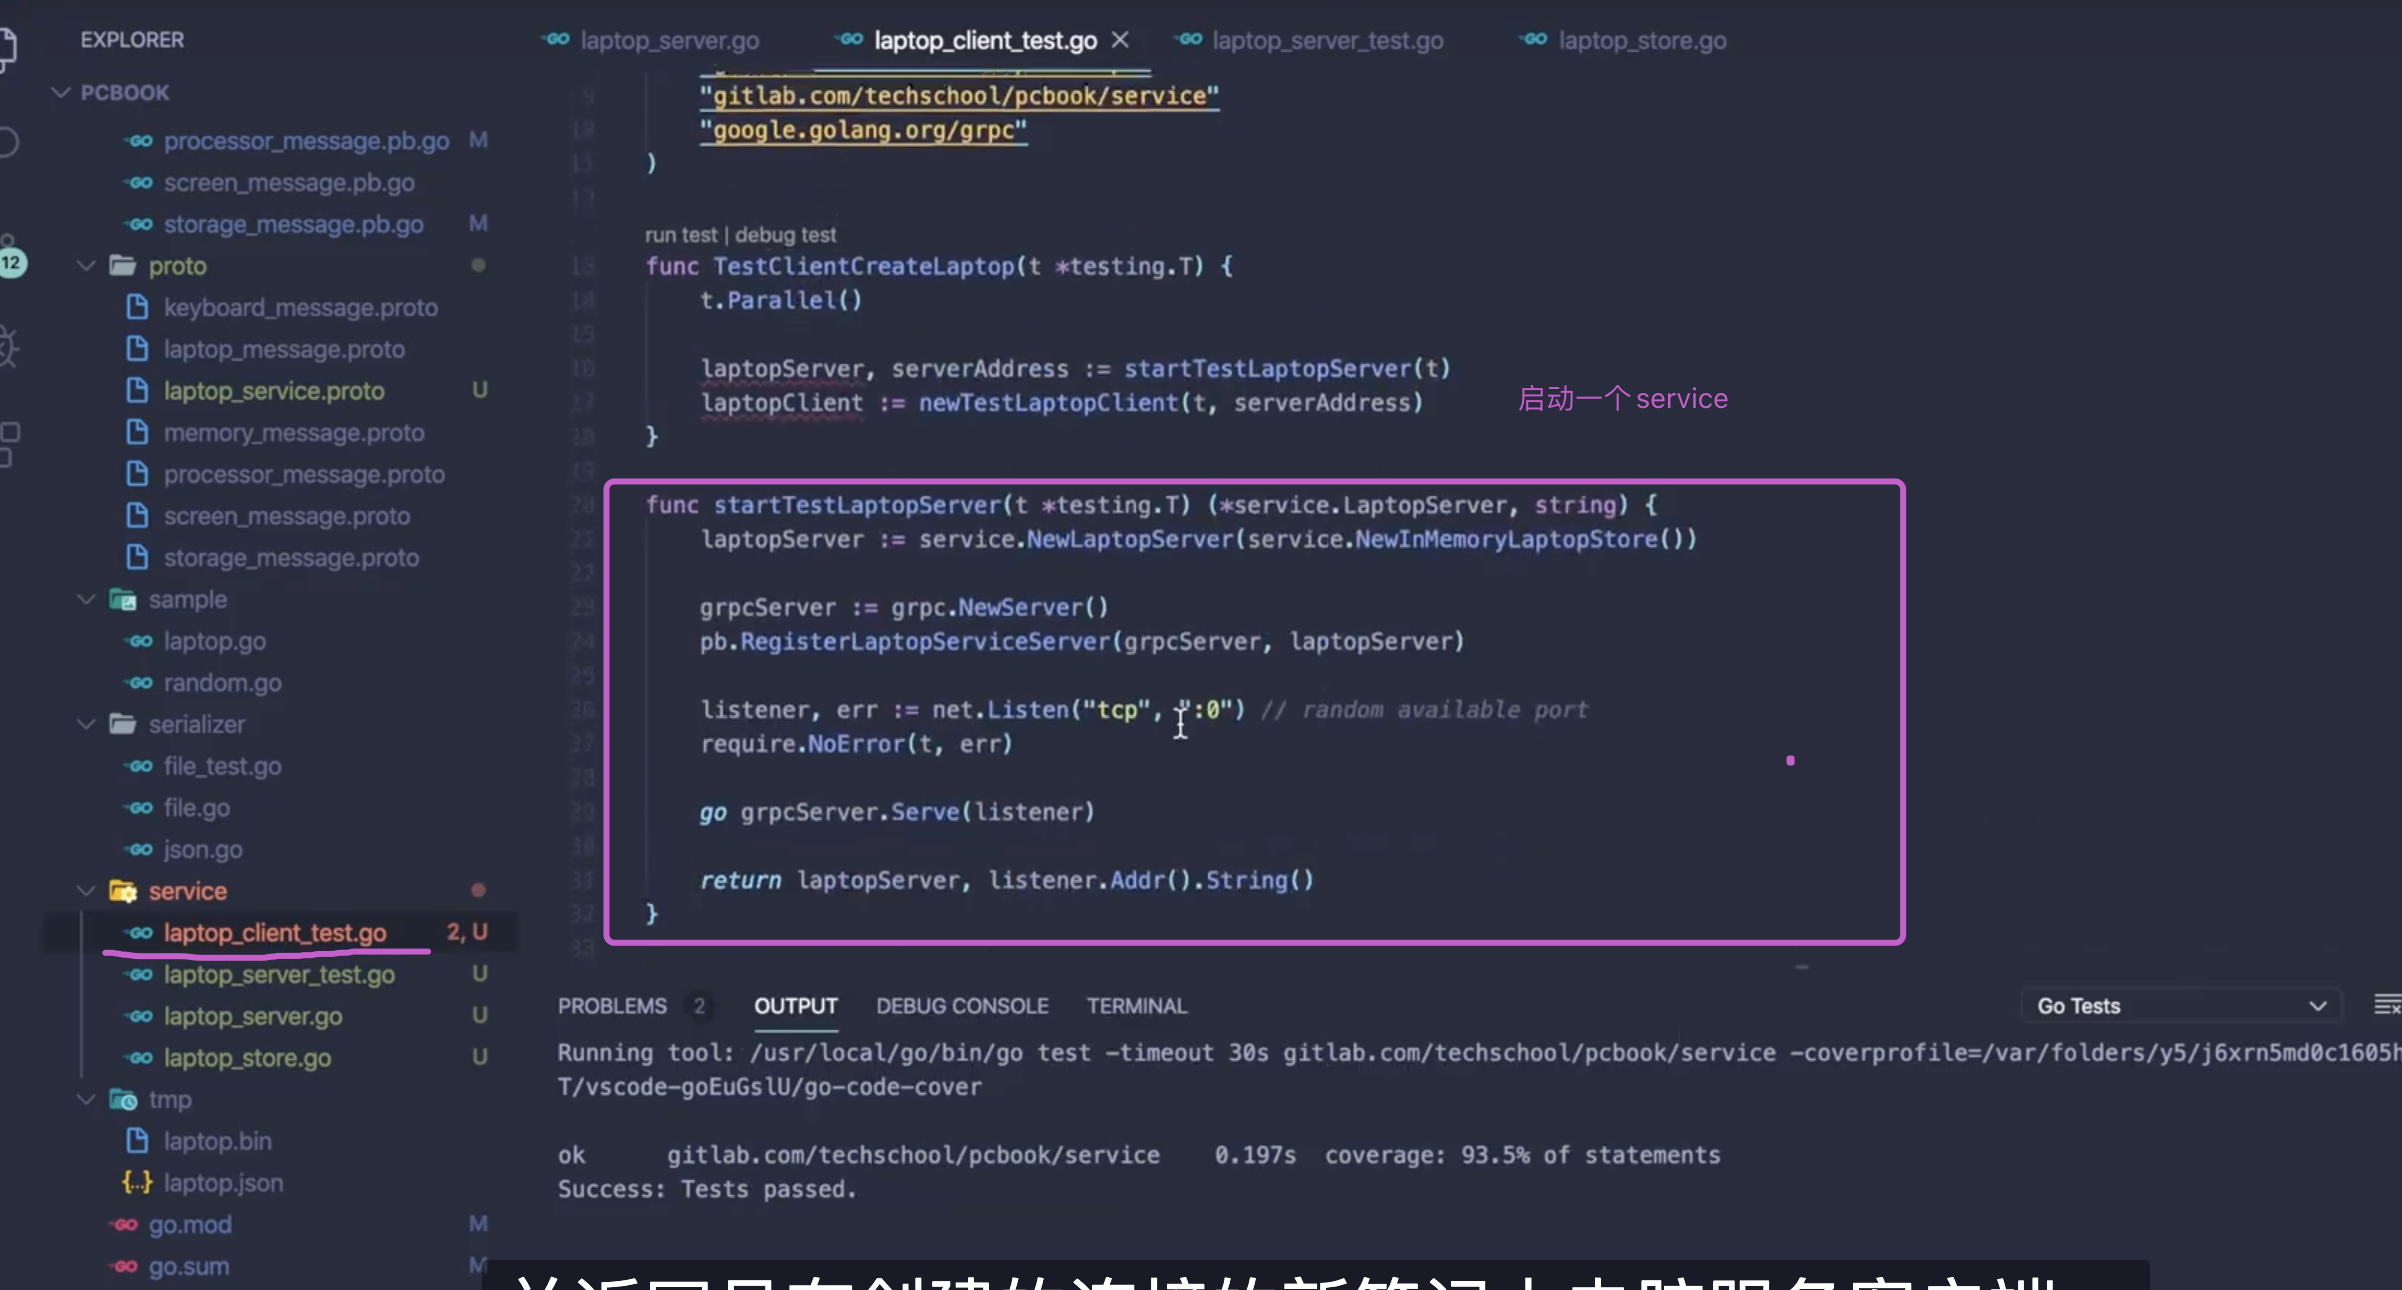 EXPLORER
PCBOOK
processor_message.pb.go M
screen_message.pb.go
storage_message.pb.go M
12
proto
keyboard_message.proto
laptop_message.proto
laptop_service.proto U
memory_message.proto
processor_message.proto
screen_message.proto
storage_message.proto
sample
laptop.go
random.go
serializer
file_test.go
file.go
json.go
service
laptop_client_test.go 2, U
laptop_server_test.go U
laptop_server.go U
laptop_store.go U
tmp
laptop.bin
laptop.json
go.mod M
go.sum M
laptop_server.go laptop_client_test.go laptop_server_test.go laptop_store.go
"gitlab.com/techschool/pcbook/service"
"google.golang.org/grpc"
)
run test | debug test
func TestClientCreateLaptop(t *testing.T) {
t.Parallel()
laptopServer, serverAddress := startTestLaptopServer(t)
laptopClient := newTestLaptopClient(t, serverAddress)
启动一个service
}
func startTestLaptopServer(t *testing.T) (*service.LaptopServer, string) {
laptopServer := service.NewLaptopServer(service.NewInMemoryLaptopStore())
grpcServer := grpc.NewServer()
pb.RegisterLaptopServiceServer(grpcServer, laptopServer)
listener, err := net.Listen("tcp", ":0") // random available port
require.NoError(t, err)
go grpcServer.Serve(listener)
return laptopServer, listener.Addr().String()
}
PROBLEMS 2 OUTPUT DEBUG CONSOLE TERMINAL Go Tests
Running tool: /usr/local/go/bin/go test -timeout 30s gitlab.com/techschool/pcbook/service -coverprofile=/var/folders/y5/j6xrn5md0c1605h
T/vscode-goEuGslU/go-code-cover
ok gitlab.com/techschool/pcbook/service 0.197s coverage: 93.5% of statements
Success: Tests passed.